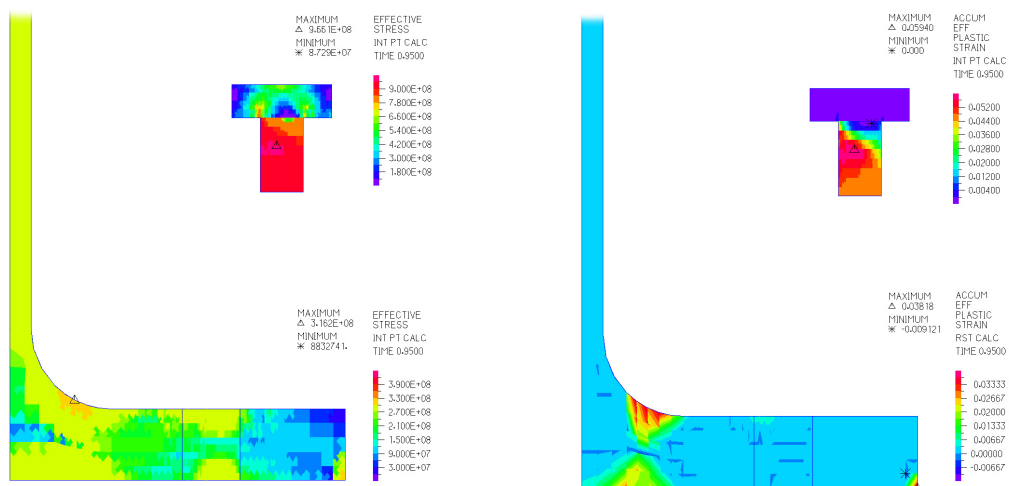 MAXIMUM
△ 9.661E+08
MINIMUM
✳ 8.729E+07
EFFECTIVE
STRESS
INT PT CALC
TIME 0.9500
9.000E+08
7.800E+08
6.600E+08
5.400E+08
4.200E+08
3.000E+08
1.800E+08
MAXIMUM
△ 3.162E+08
MINIMUM
✳ 8832741.
EFFECTIVE
STRESS
INT PT CALC
TIME 0.9500
3.900E+08
3.300E+08
2.700E+08
2.100E+08
1.500E+08
9.000E+07
3.000E+07
MAXIMUM
△ 0.05940
MINIMUM
✳ 0.000
ACCUM
EFF
PLASTIC
STRAIN
INT PT CALC
TIME 0.9500
0.05200
0.04400
0.03600
0.02800
0.02000
0.01200
0.00400
MAXIMUM
△ 0.03818
MINIMUM
✳ -0.009121
ACCUM
EFF
PLASTIC
STRAIN
RST CALC
TIME 0.9500
0.03333
0.02667
0.02000
0.01333
0.00667
0.00000
-0.00667